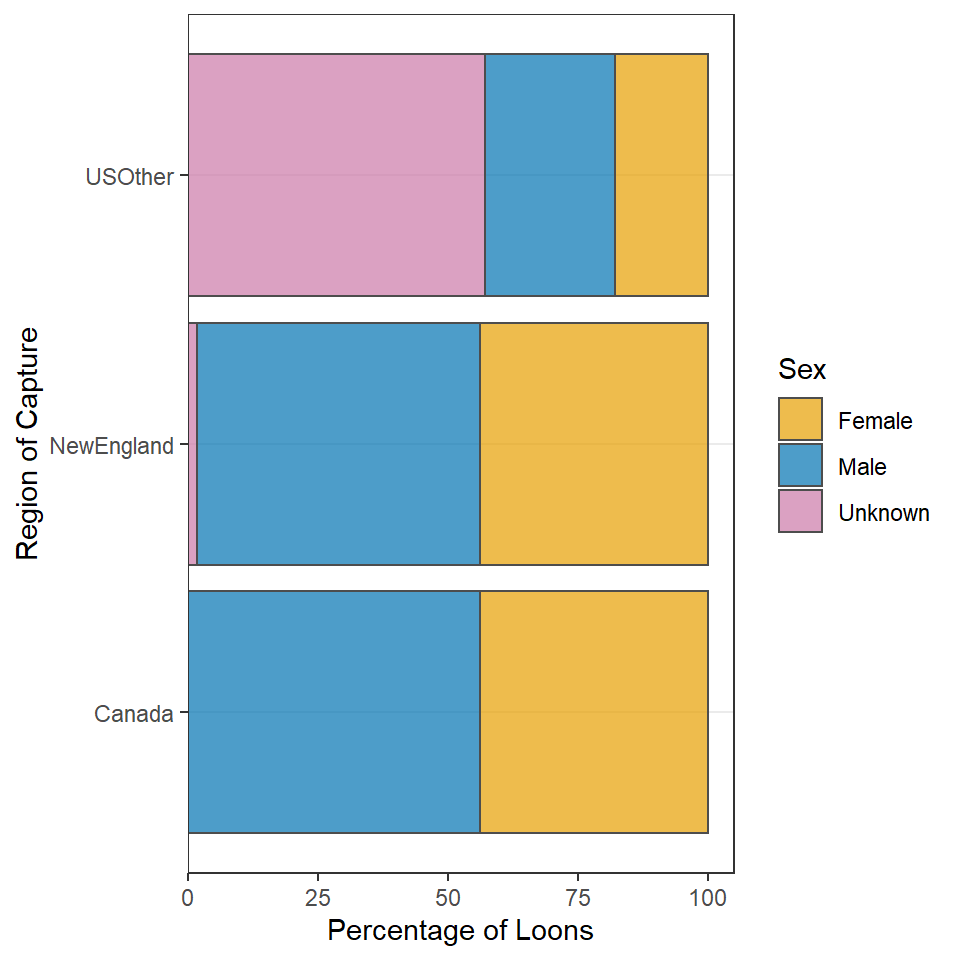 USOther
NewEngland
Canada
Region of Capture
0 25 50 75 100
Percentage of Loons
Sex
Female
Male
Unknown